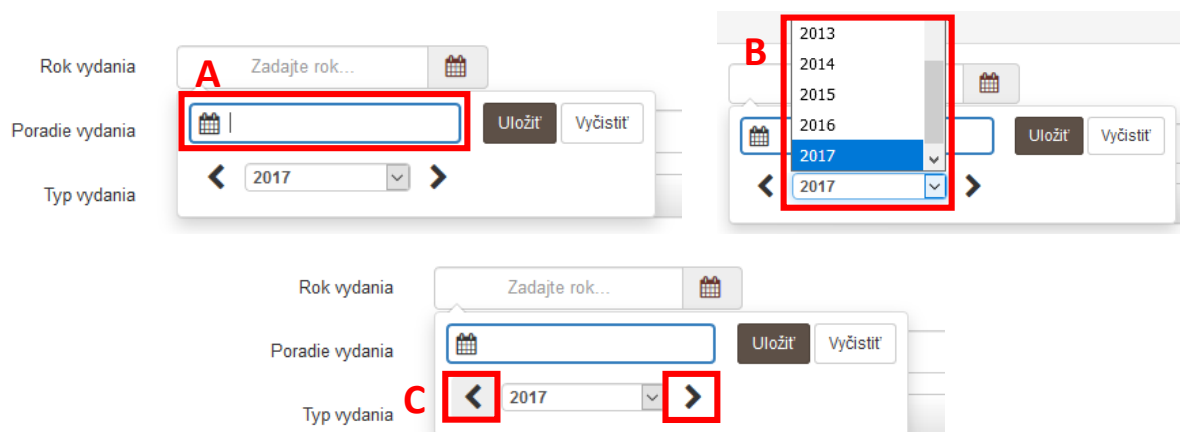 Rok vydania
Zadajte rok...
A
Poradie vydania
Uložiť
Vyčistiť
2017
Typ vydania
B
2013
2014
2015
2016
2017
2017
Uložiť
Vyčistiť
Rok vydania
Zadajte rok...
Poradie vydania
Uložiť
Vyčistiť
C
2017
Typ vydania